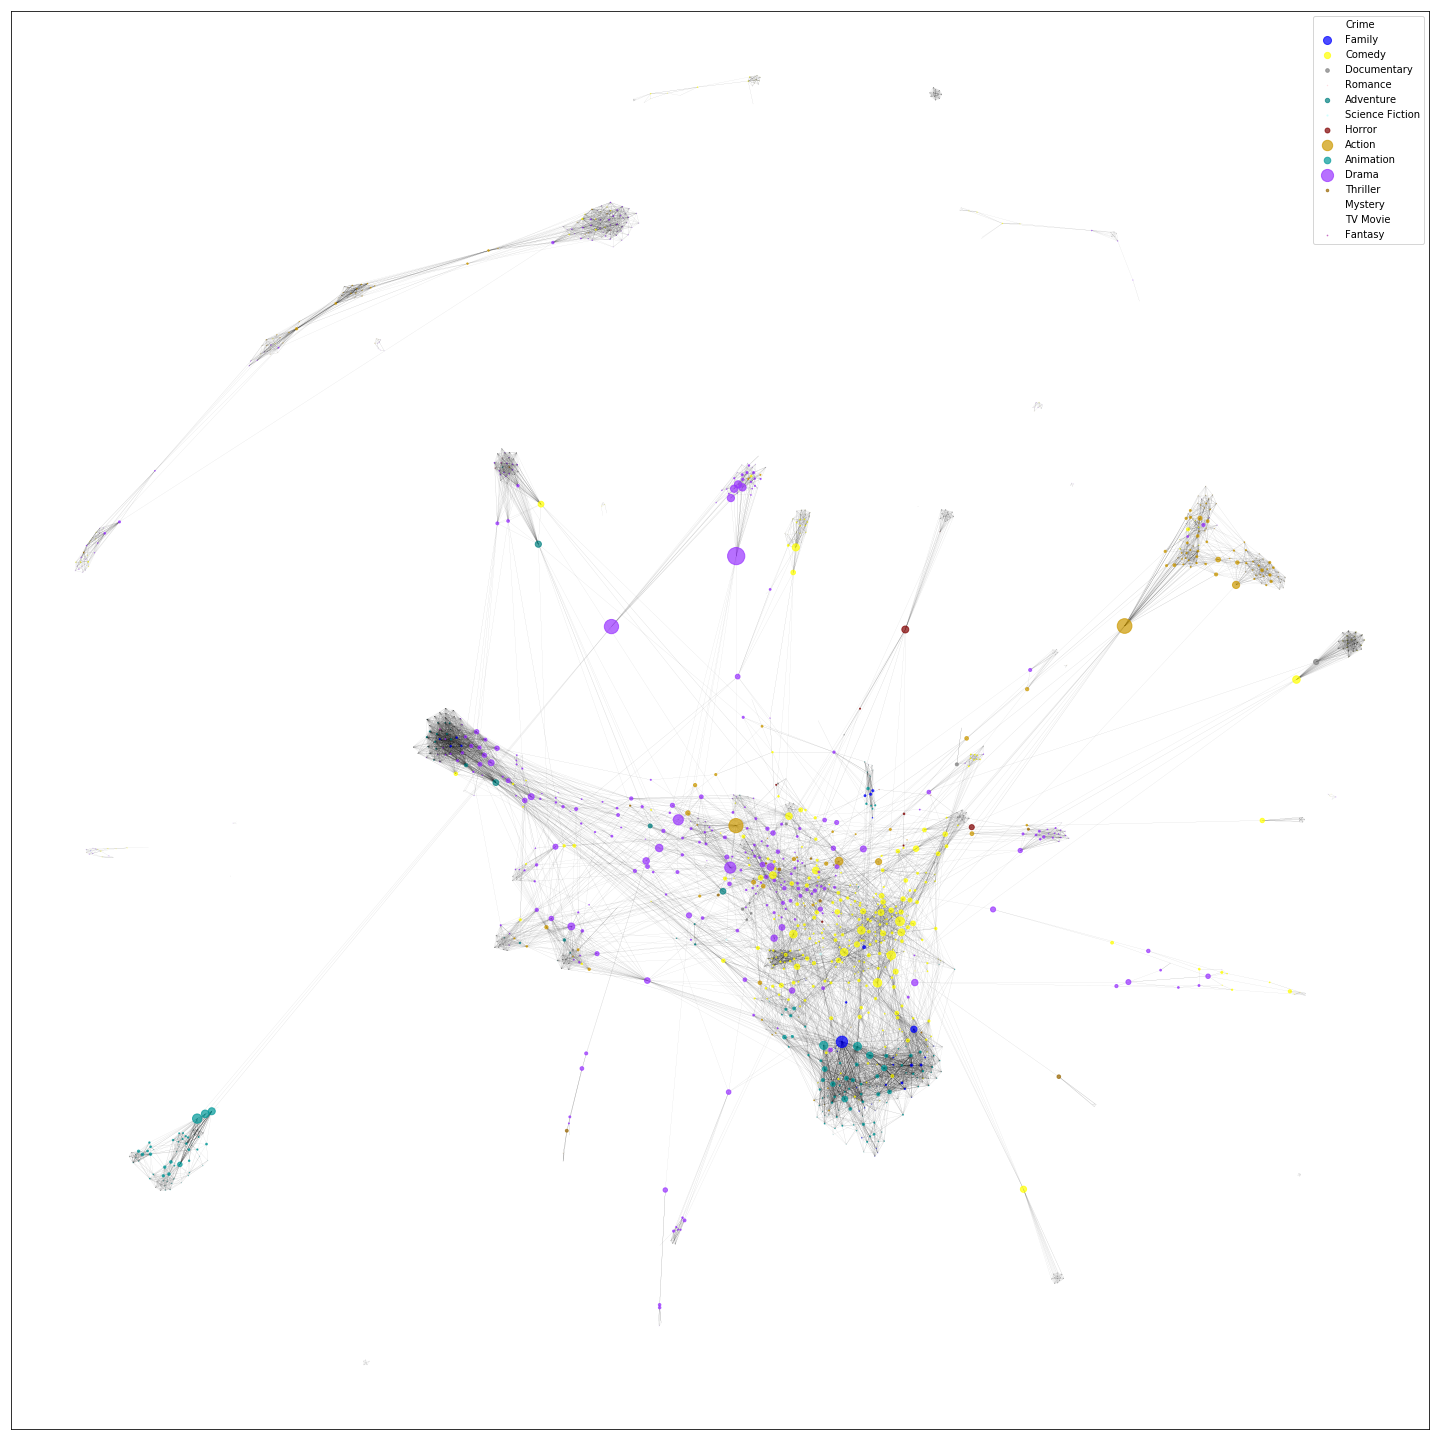 Crime
Family
Comedy
Documentary
Romance
Adventure
Science Fiction
Horror
Action
Animation
Drama
Thriller
Mystery
TV Movie
Fantasy